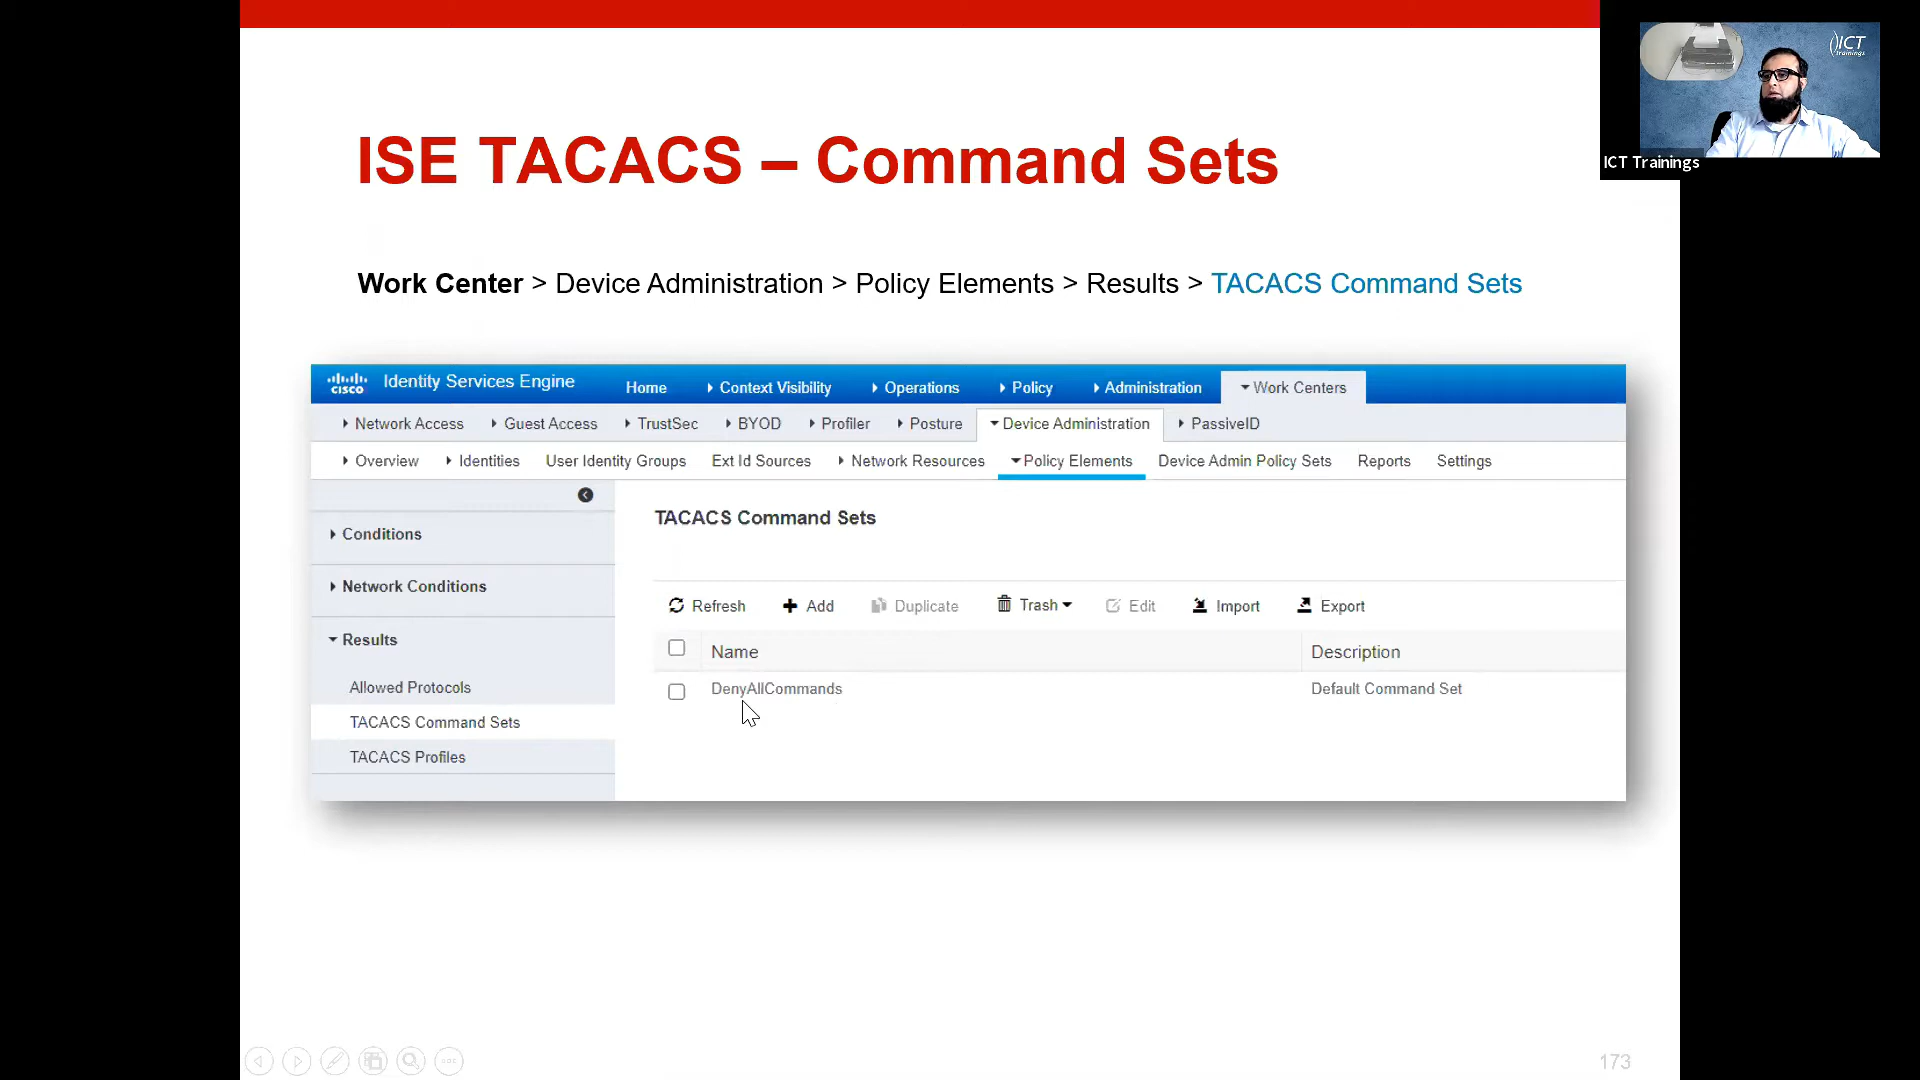 ISE TACACS – Command Sets
ICT
trainings
ICT Trainings
Work Center > Device Administration > Policy Elements > Results > TACACS Command Sets
cisco Identity Services Engine Home Context Visibility Operations Policy Administration Work Centers
Network Access Guest Access TrustSec BYOD Profiler Posture Device Administration PassiveID
Overview Identities User Identity Groups Ext Id Sources Network Resources Policy Elements Device Admin Policy Sets Reports Settings
Conditions
Network Conditions
Results
Allowed Protocols
TACACS Command Sets
TACACS Profiles
TACACS Command Sets
Refresh Add Duplicate Trash Edit Import Export
Name Description
DenyAllCommands Default Command Set
173